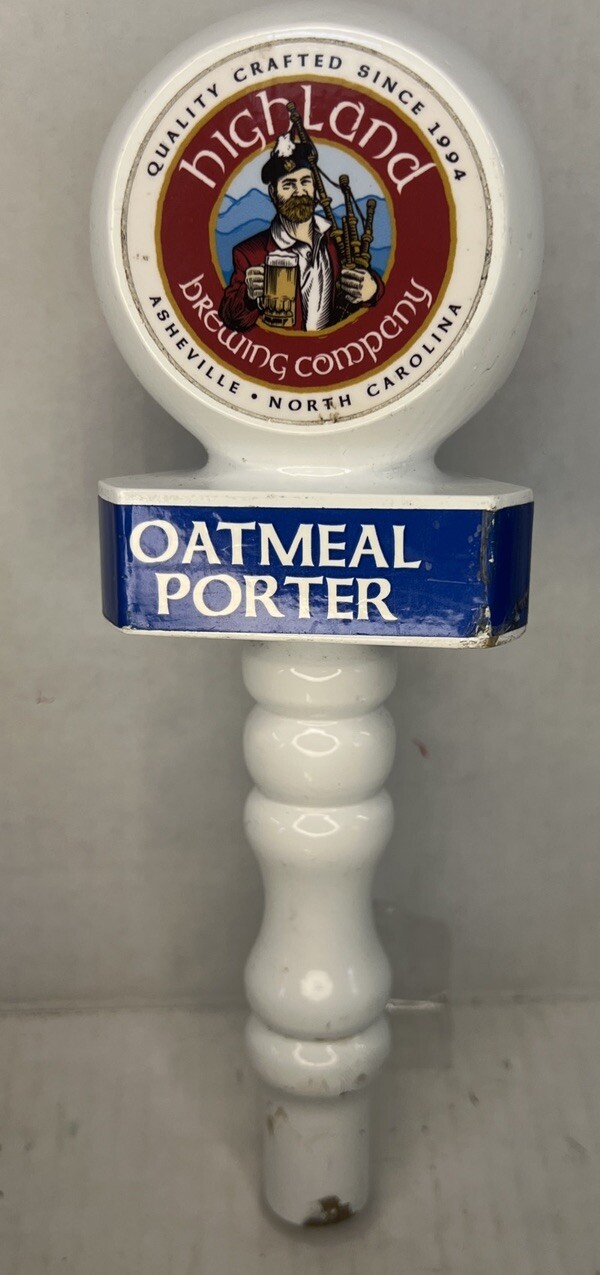 QUALITY CRAFTED SINCE 1994
highland
brewing company
ASHEVILLE • NORTH CAROLINA
OATMEAL
PORTER